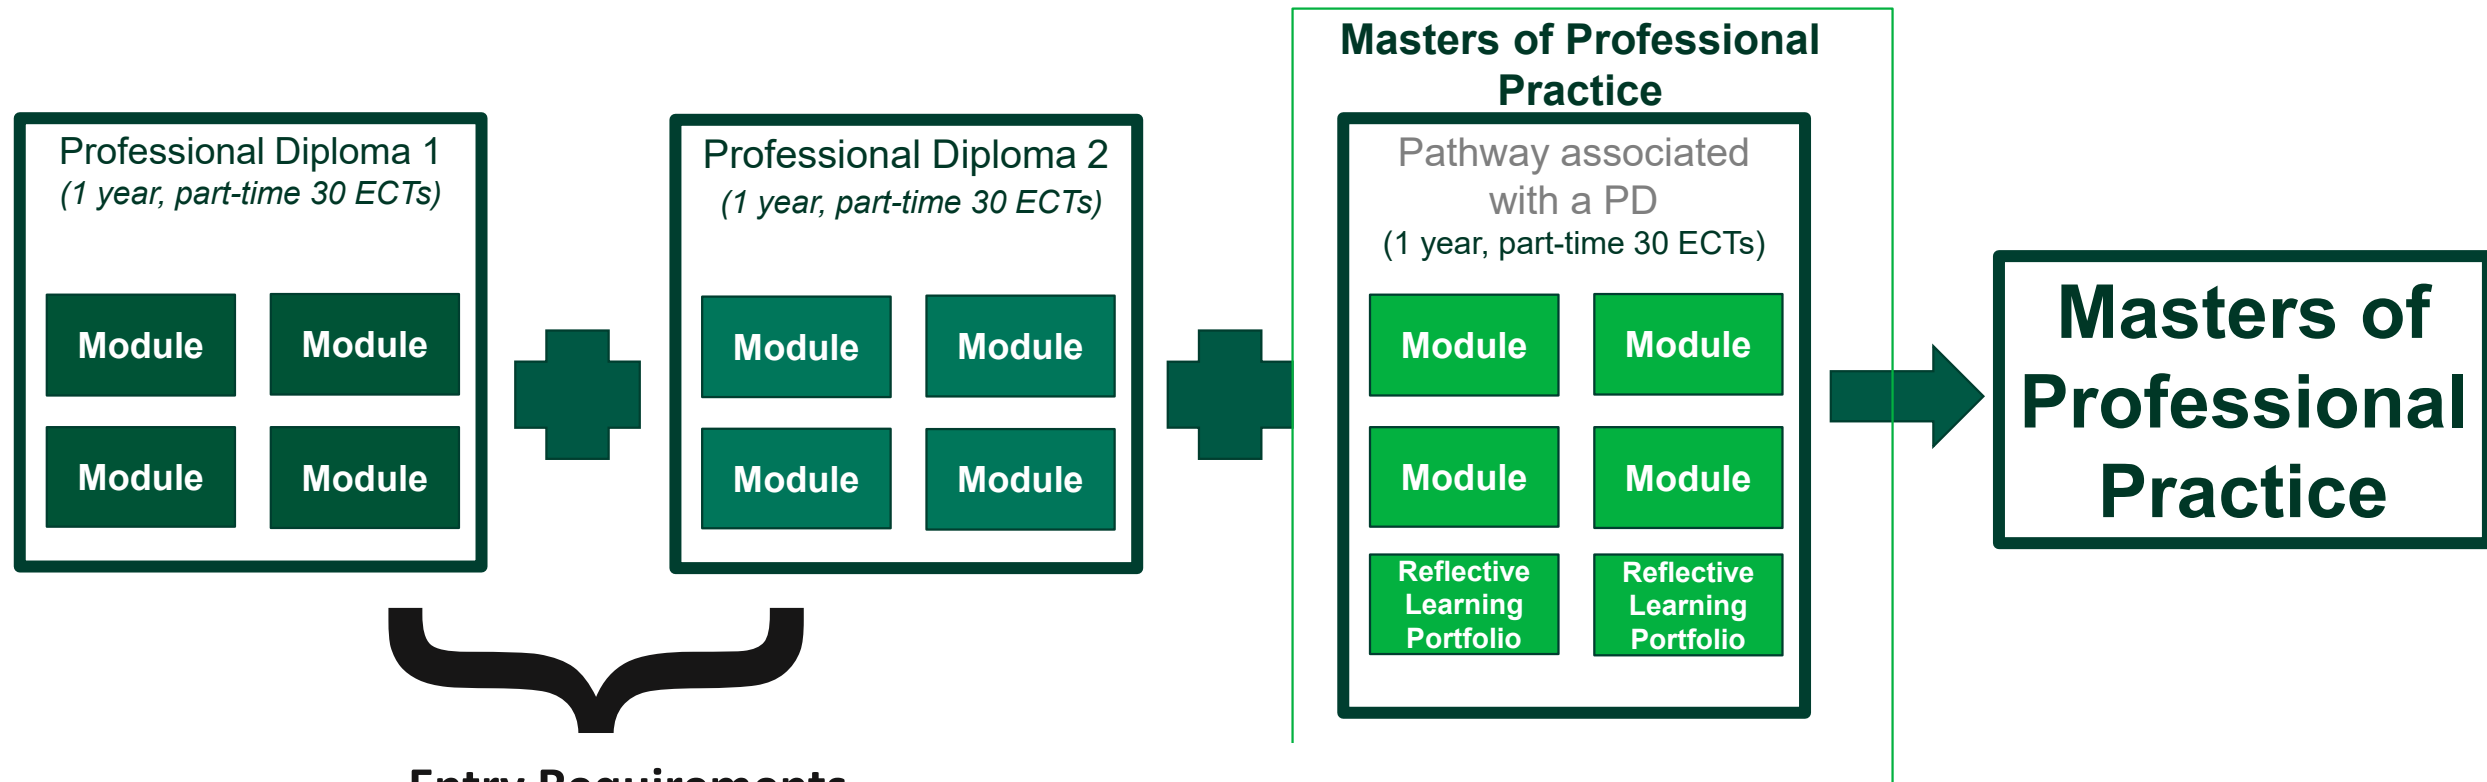 Masters of Professional
Practice
Professional Diploma 1
(1 year, part-time 30 ECTs)
Module Module
Module Module
Professional Diploma 2
(1 year, part-time 30 ECTs)
Module Module
Module Module
Pathway associated
with a PD
(1 year, part-time 30 ECTs)
Module Module
Module Module
Reflective
Learning
Portfolio
Reflective
Learning
Portfolio
Masters of
Professional
Practice
Entry Requirements